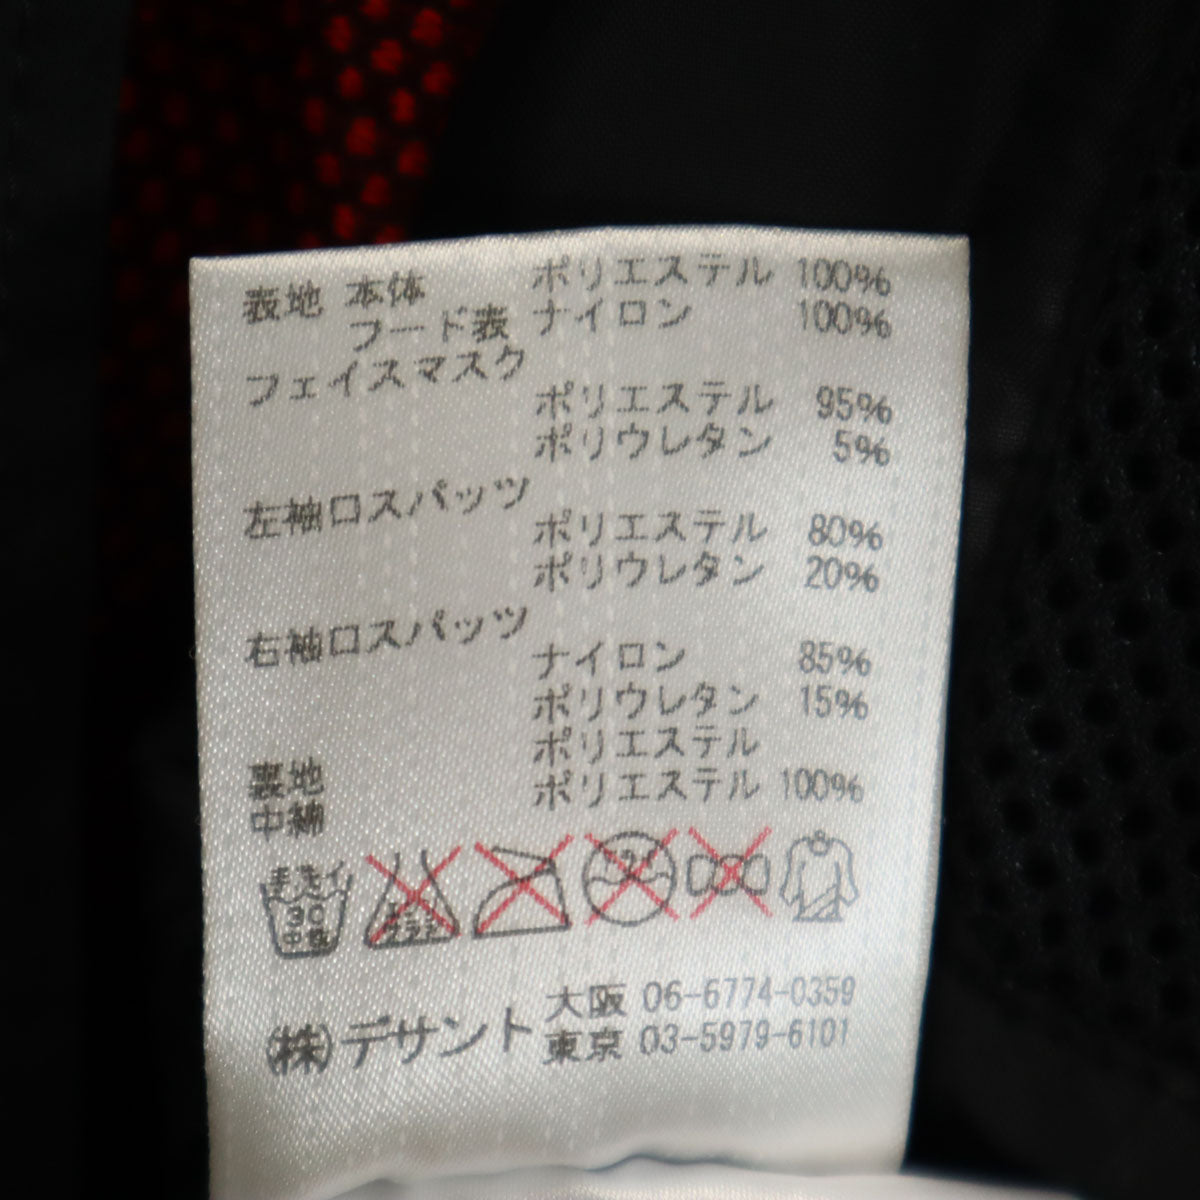 表地 本体 ポリエステル 100%
フード表 ナイロン 100%
フェイスマスク
ポリエステル 95%
ポリウレタン 5%
左袖口スパッツ
ポリエステル 80%
ポリウレタン 20%
右袖口スパッツ
ナイロン 85%
ポリウレタン 15%
裏地 ポリエステル
中綿 ポリエステル 100%
手洗イ
30
中性
エンソ
サラシ
(株)デサント 大阪 06-6774-0359
東京 03-5979-6101